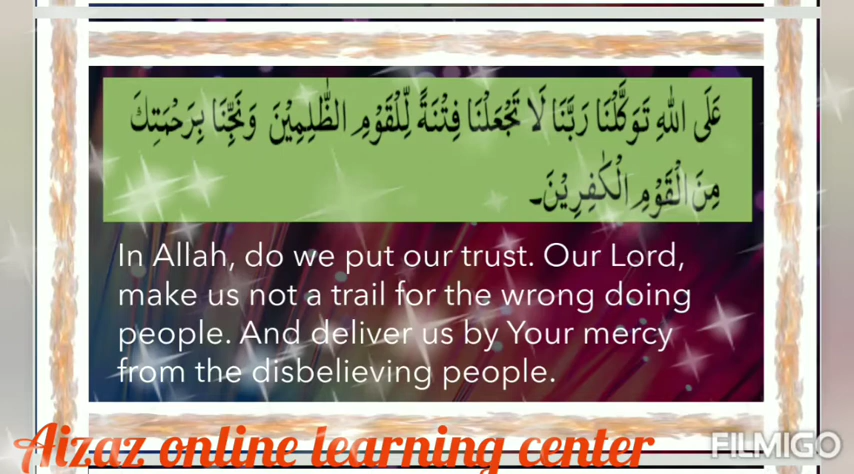 عَلَى اللهِ تَوَكَّلْنَا رَبَّنَا لَا تَجْعَلْنَا فِتْنَةً لِّلْقَوْمِ الظّٰلِمِيْنَ وَنَجِّنَا بِرَحْمَتِكَ
مِنَ الْقَوْمِ الْكٰفِرِيْنَ۔
In Allah, do we put our trust. Our Lord,
make us not a trail for the wrong doing
people. And deliver us by Your mercy
from the disbelieving people.
Aizaz online learning center
FILMIGO